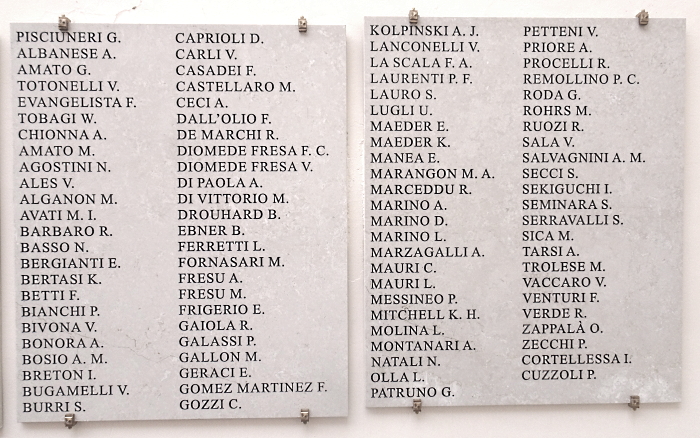 PISCIUNERI G.
ALBANESE A.
AMATO G.
TOTONELLI V.
EVANGELISTA F.
TOBAGI W.
CHIONNA A.
AMATO M.
AGOSTINI N.
ALES V.
ALGANON M.
AVATI M. I.
BARBARO R.
BASSO N.
BERGIANTI E.
BERTASI K.
BETTI F.
BIANCHI P.
BIVONA V.
BONORA A.
BOSIO A. M.
BRETON I.
BUGAMELLI V.
BURRI S.
CAPRIOLI D.
CARLI V.
CASADEI F.
CASTELLARO M.
CECI A.
DALL'OLIO F.
DE MARCHI R.
DIOMEDE FRESA F. C.
DIOMEDE FRESA V.
DI PAOLA A.
DI VITTORIO M.
DROUHARD B.
EBNER B.
FERRETTI L.
FORNASARI M.
FRESU A.
FRESU M.
FRIGERIO E.
GAIOLA R.
GALASSI P.
GALLON M.
GERACI E.
GOMEZ MARTINEZ F.
GOZZI C.
KOLPINSKI A. J.
LANCONELLI V.
LA SCALA F. A.
LAURENTI P. F.
LAURO S.
LUGLI U.
MAEDER E.
MAEDER K.
MANEA E.
MARANGON M. A.
MARCEDDU R.
MARINO A.
MARINO D.
MARINO L.
MARZAGALLI A.
MAURI C.
MAURI L.
MESSINEO P.
MITCHELL K. H.
MOLINA L.
MONTANARI A.
NATALI N.
OLLA L.
PATRUNO G.
PETTENI V.
PRIORE A.
PROCELLI R.
REMOLLINO P. C.
RODA G.
ROHRS M.
RUOZI R.
SALA V.
SALVAGNINI A. M.
SECCI S.
SEKIGUCHI I.
SEMINARA S.
SERRAVALLI S.
SICA M.
TARSI A.
TROLESE M.
VACCARO V.
VENTURI F.
VERDE R.
ZAPPALÀ O.
ZECCHI P.
CORTELLESSA I.
CUZZOLI P.